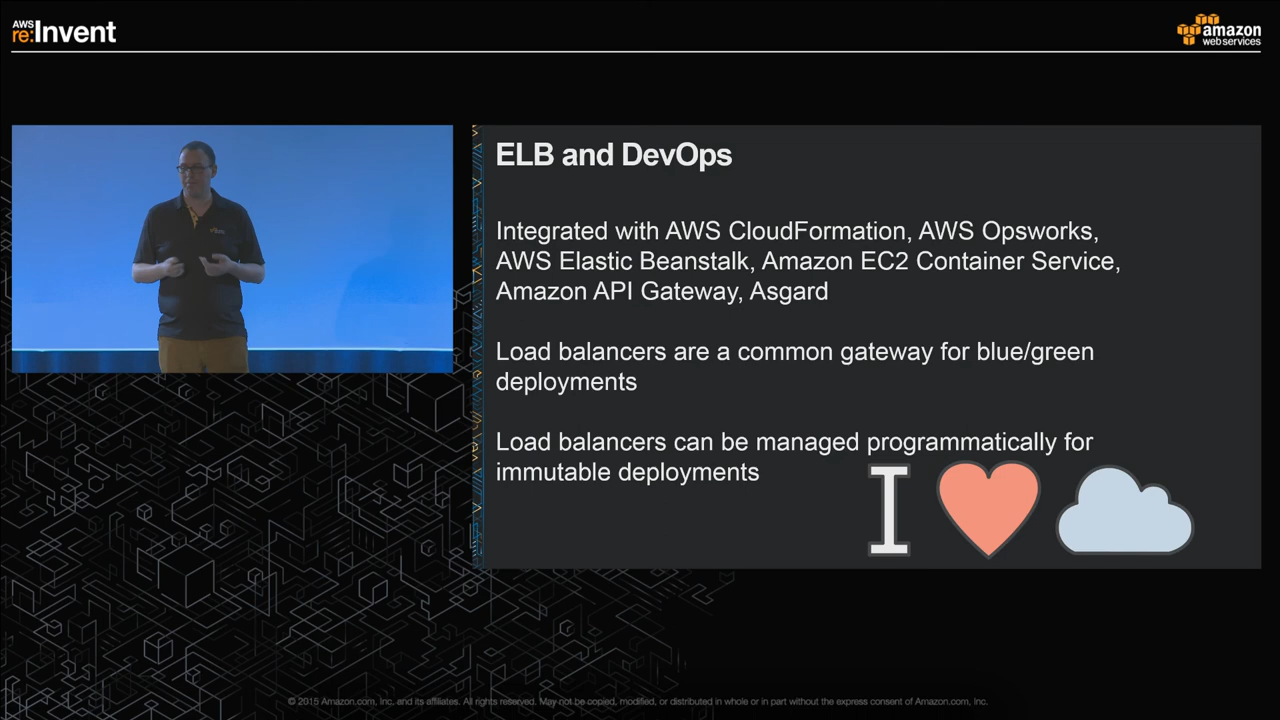 AWS
re:Invent
amazon
web services
ELB and DevOps
Integrated with AWS CloudFormation, AWS Opsworks,
AWS Elastic Beanstalk, Amazon EC2 Container Service,
Amazon API Gateway, Asgard
Load balancers are a common gateway for blue/green
deployments
Load balancers can be managed programmatically for
immutable deployments
I
© 2015 Amazon.com, Inc, and its affiliates. All rights reserved. May not be copied, modified, or distributed in whole or in part without the express consent of Amazon.com, Inc.